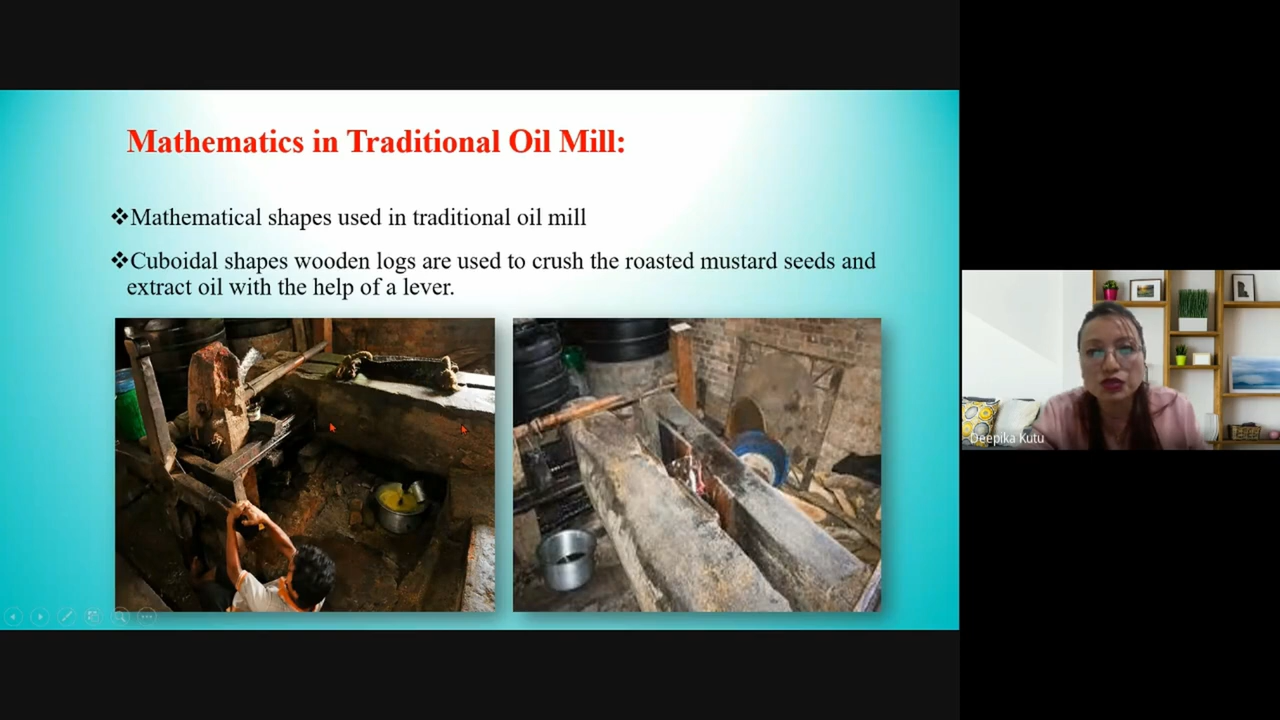 Mathematics in Traditional Oil Mill:
❖Mathematical shapes used in traditional oil mill
❖Cuboidal shapes wooden logs are used to crush the roasted mustard seeds and
extract oil with the help of a lever.
Deepika Kutu